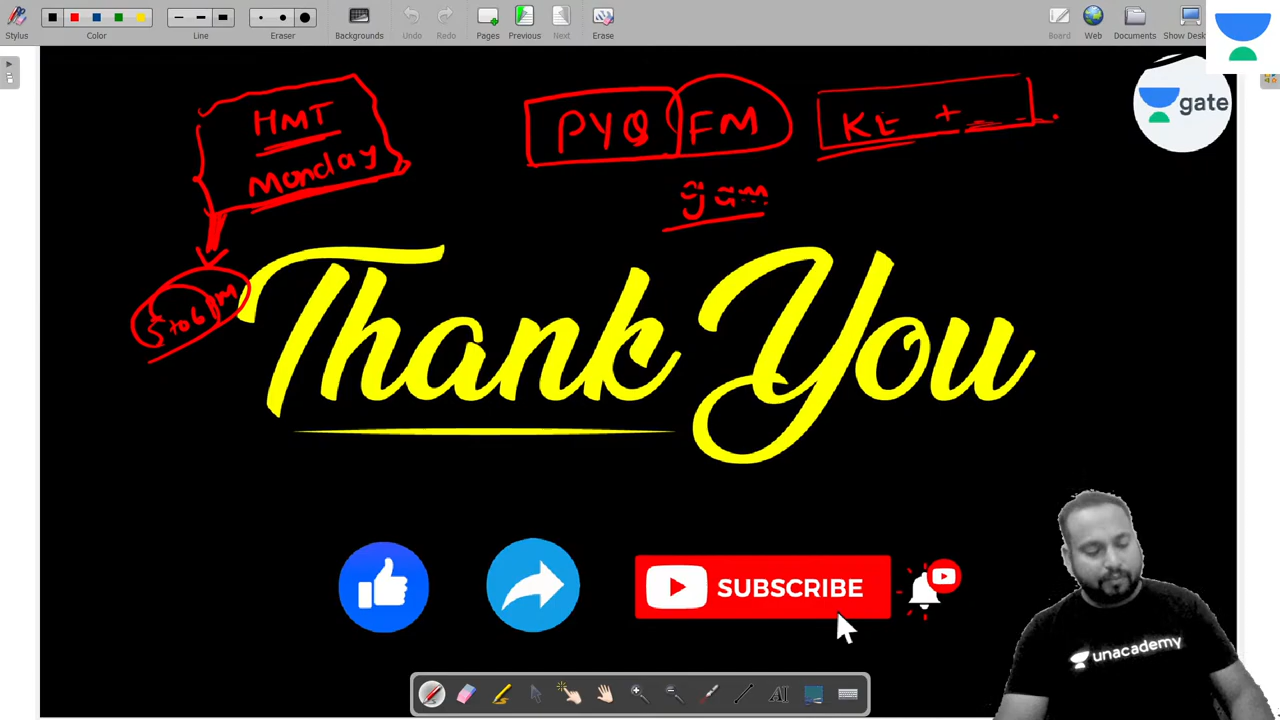 Stylus
Color
Line
Eraser
Backgrounds
Undo
Redo
Pages
Previous
Next
Erase
Board
Web
Documents
Show Desk
gate
HMT
Monday
5 to 6 pm
PYQ FM
KE +
Thank You
SUBSCRIBE
unacademy